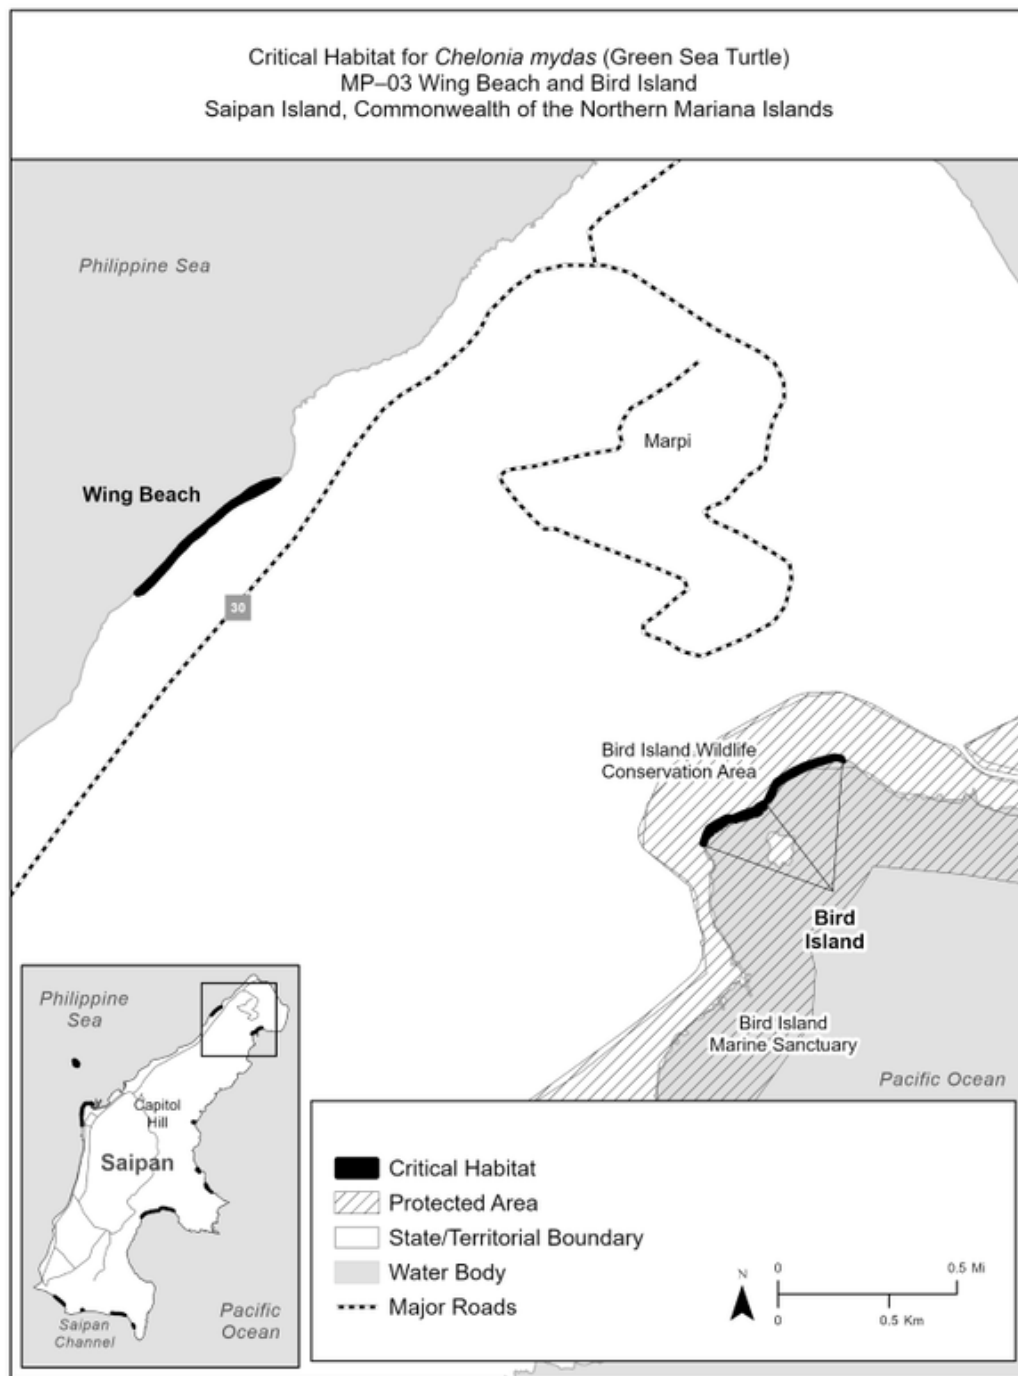 Critical Habitat for Chelonia mydas (Green Sea Turtle)
MP–03 Wing Beach and Bird Island
Saipan Island, Commonwealth of the Northern Mariana Islands
Philippine Sea
Marpi
Wing Beach
30
Bird Island Wildlife
Conservation Area
Bird
Island
Bird Island
Marine Sanctuary
Pacific Ocean
Philippine
Sea
Capitol
Hill
Saipan
Saipan
Channel
Pacific
Ocean
Critical Habitat
Protected Area
State/Territorial Boundary
Water Body
Major Roads
N
0 0.5 Mi
0 0.5 Km